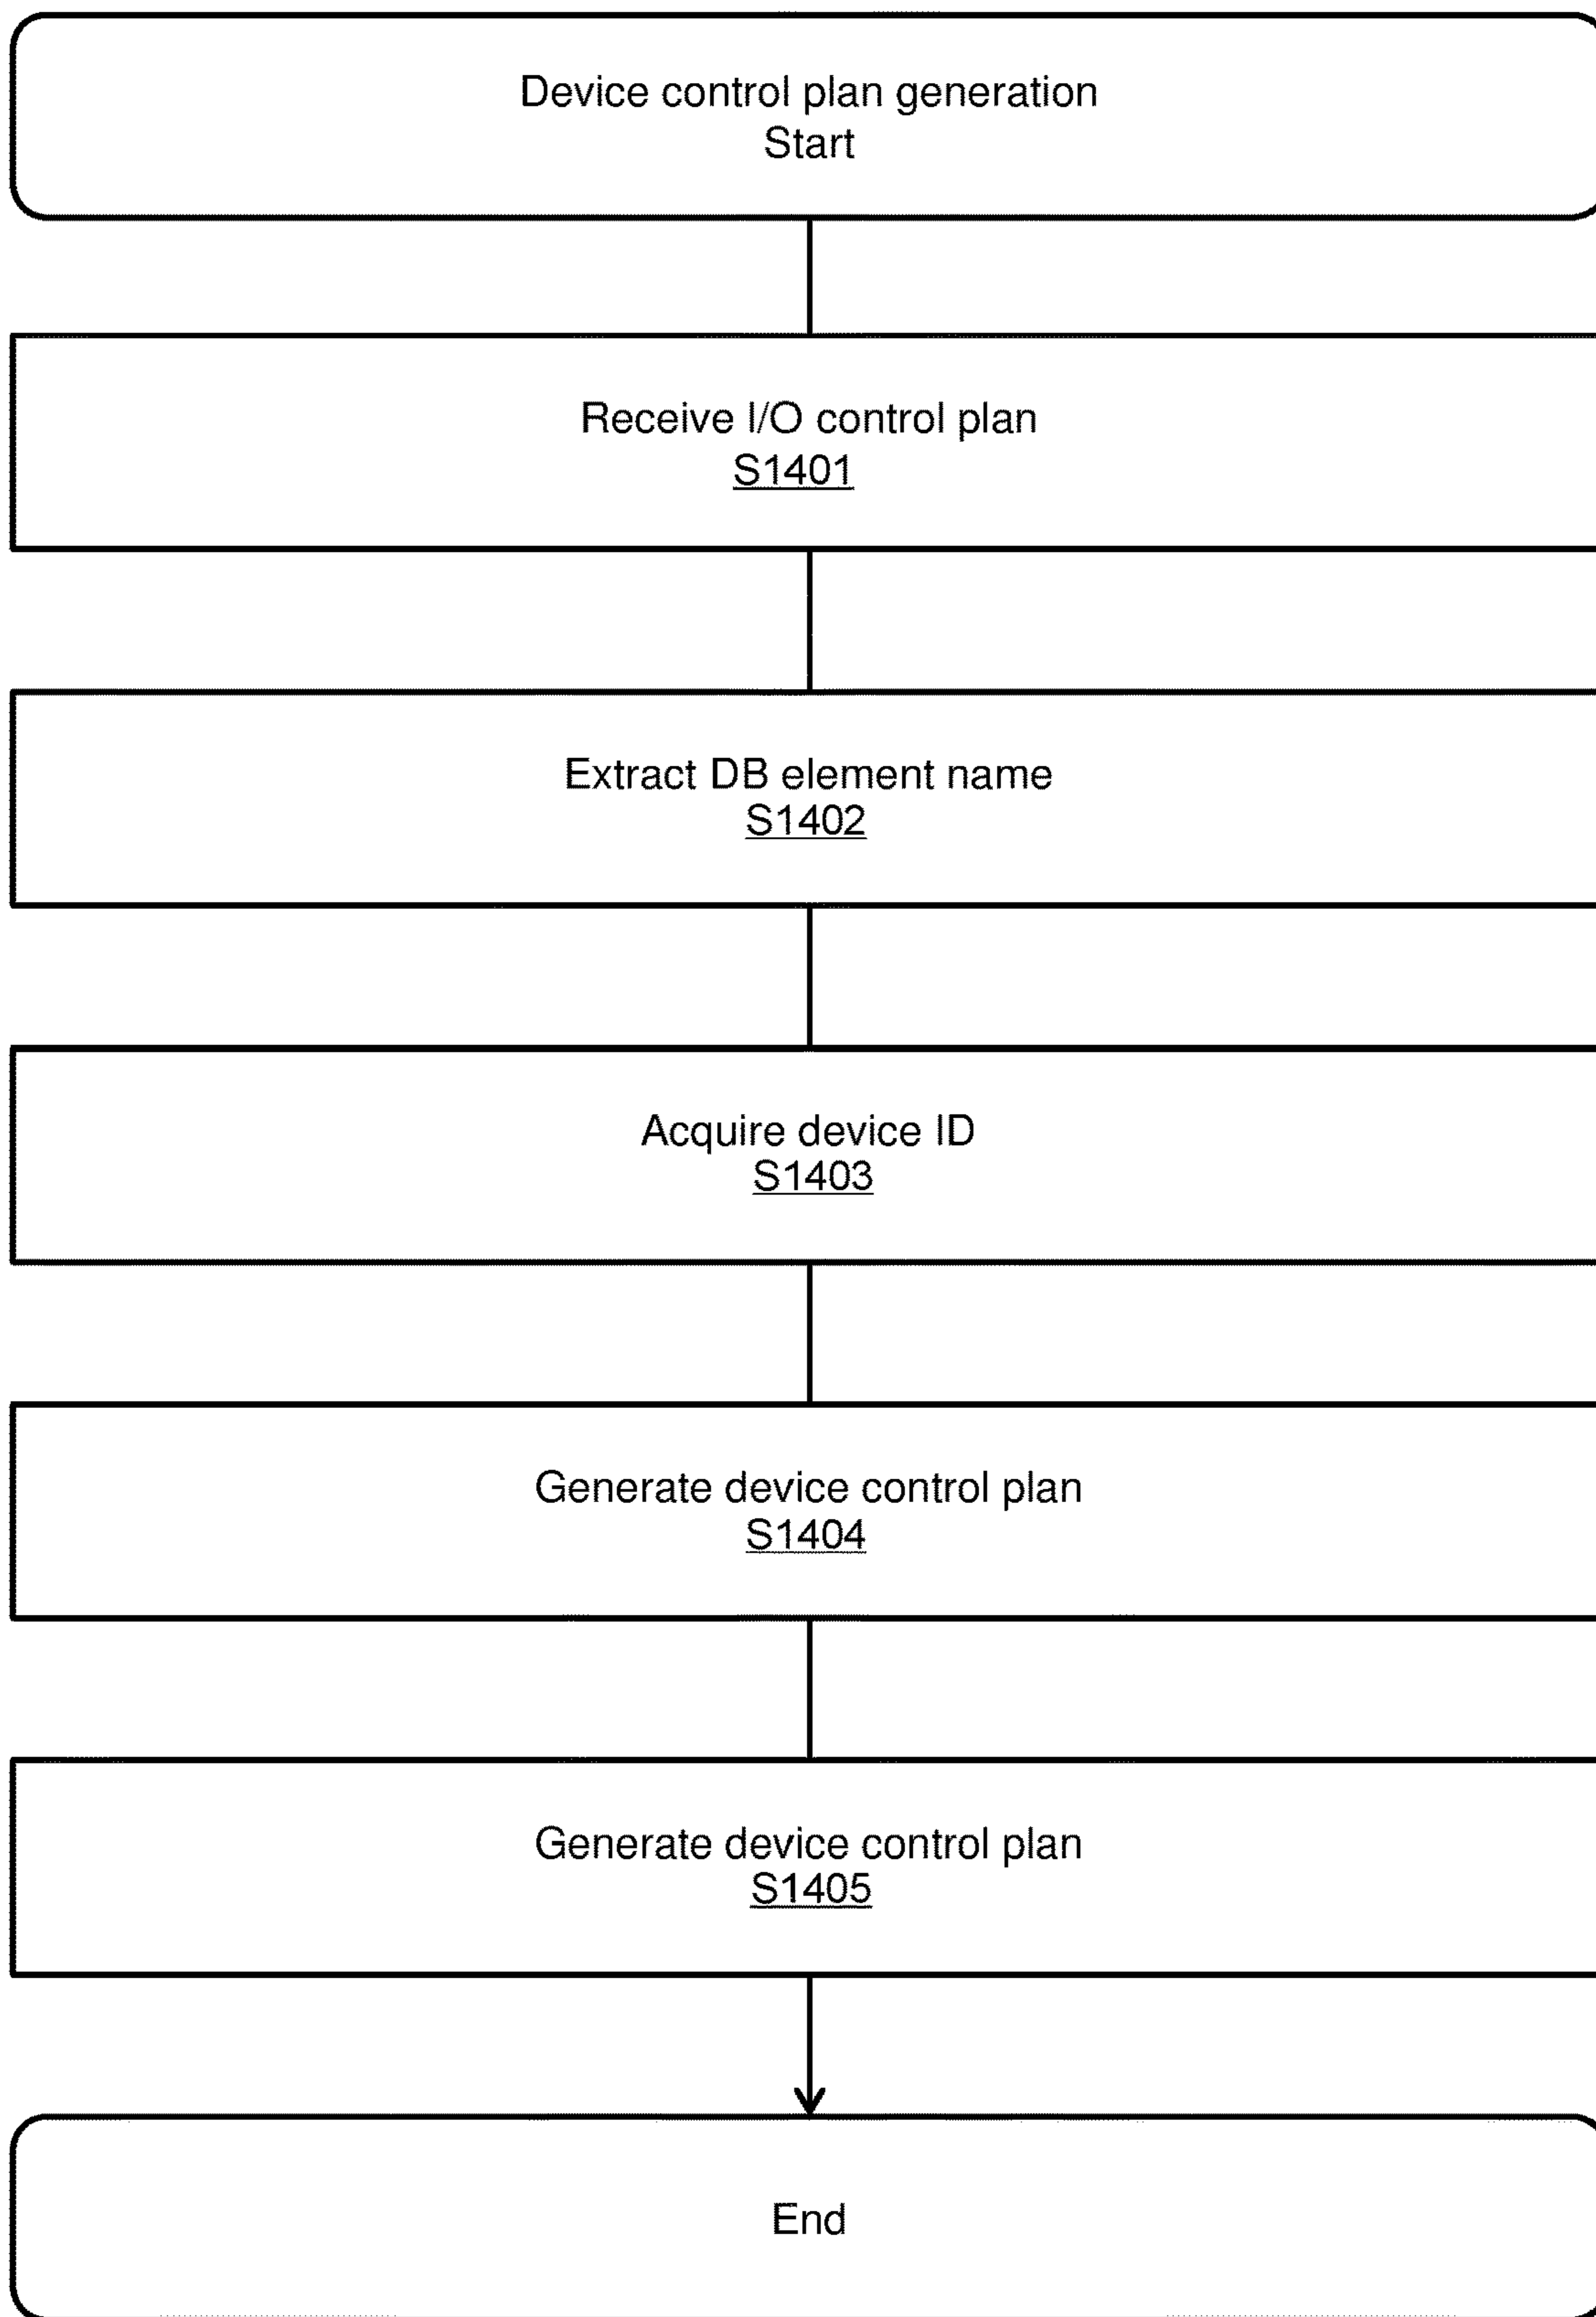 Device control plan generation
Start
Receive I/O control plan
S1401
Extract DB element name
S1402
Acquire device ID
S1403
Generate device control plan
S1404
Generate device control plan
S1405
End